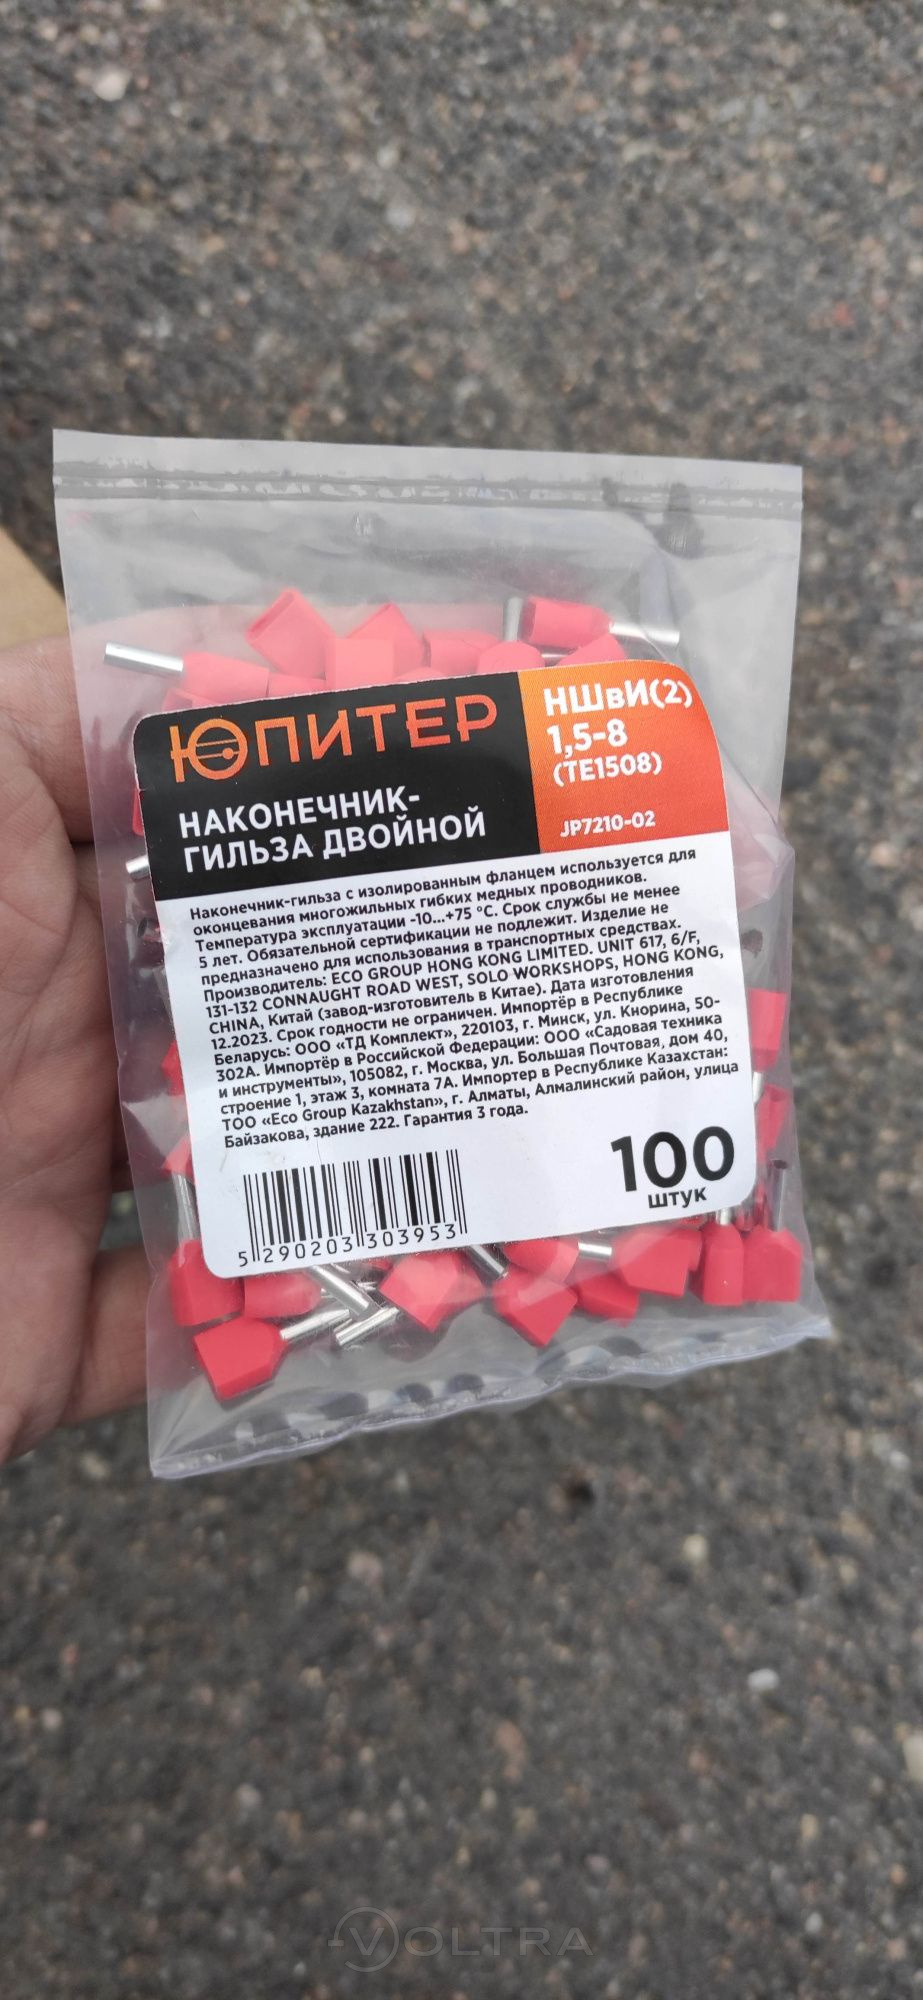 ЮПИТЕР
НШвИ(2)
1,5-8
(TE1508)
JP7210-02
НАКОНЕЧНИК-
ГИЛЬЗА ДВОЙНОЙ
Наконечник-гильза с изолированным фланцем используется для
оконцевания многожильных гибких медных проводников.
Температура эксплуатации -10...+75 °С. Срок службы не менее
5 лет. Обязательной сертификации не подлежит. Изделие не
предназначено для использования в транспортных средствах.
Производитель: ECO GROUP HONG KONG LIMITED. UNIT 617, 6/F,
131-132 CONNAUGHT ROAD WEST, SOLO WORKSHOPS, HONG KONG,
CHINA, Китай (завод-изготовитель в Китае). Дата изготовления
12.2023. Срок годности не ограничен. Импортёр в Республике
Беларусь: ООО «ТД Комплект», 220103, г. Минск, ул. Кнорина, 50-
302А. Импортёр в Российской Федерации: ООО «Садовая техника
и инструменты», 105082, г. Москва, ул. Большая Почтовая, дом 40,
строение 1, этаж 3, комната 7А. Импортер в Республике Казахстан:
ТОО «Eco Group Kazakhstan», г. Алматы, Алмалинский район, улица
Байзакова, здание 222. Гарантия 3 года.
100
штук
5 290203 303953
VOLTRA